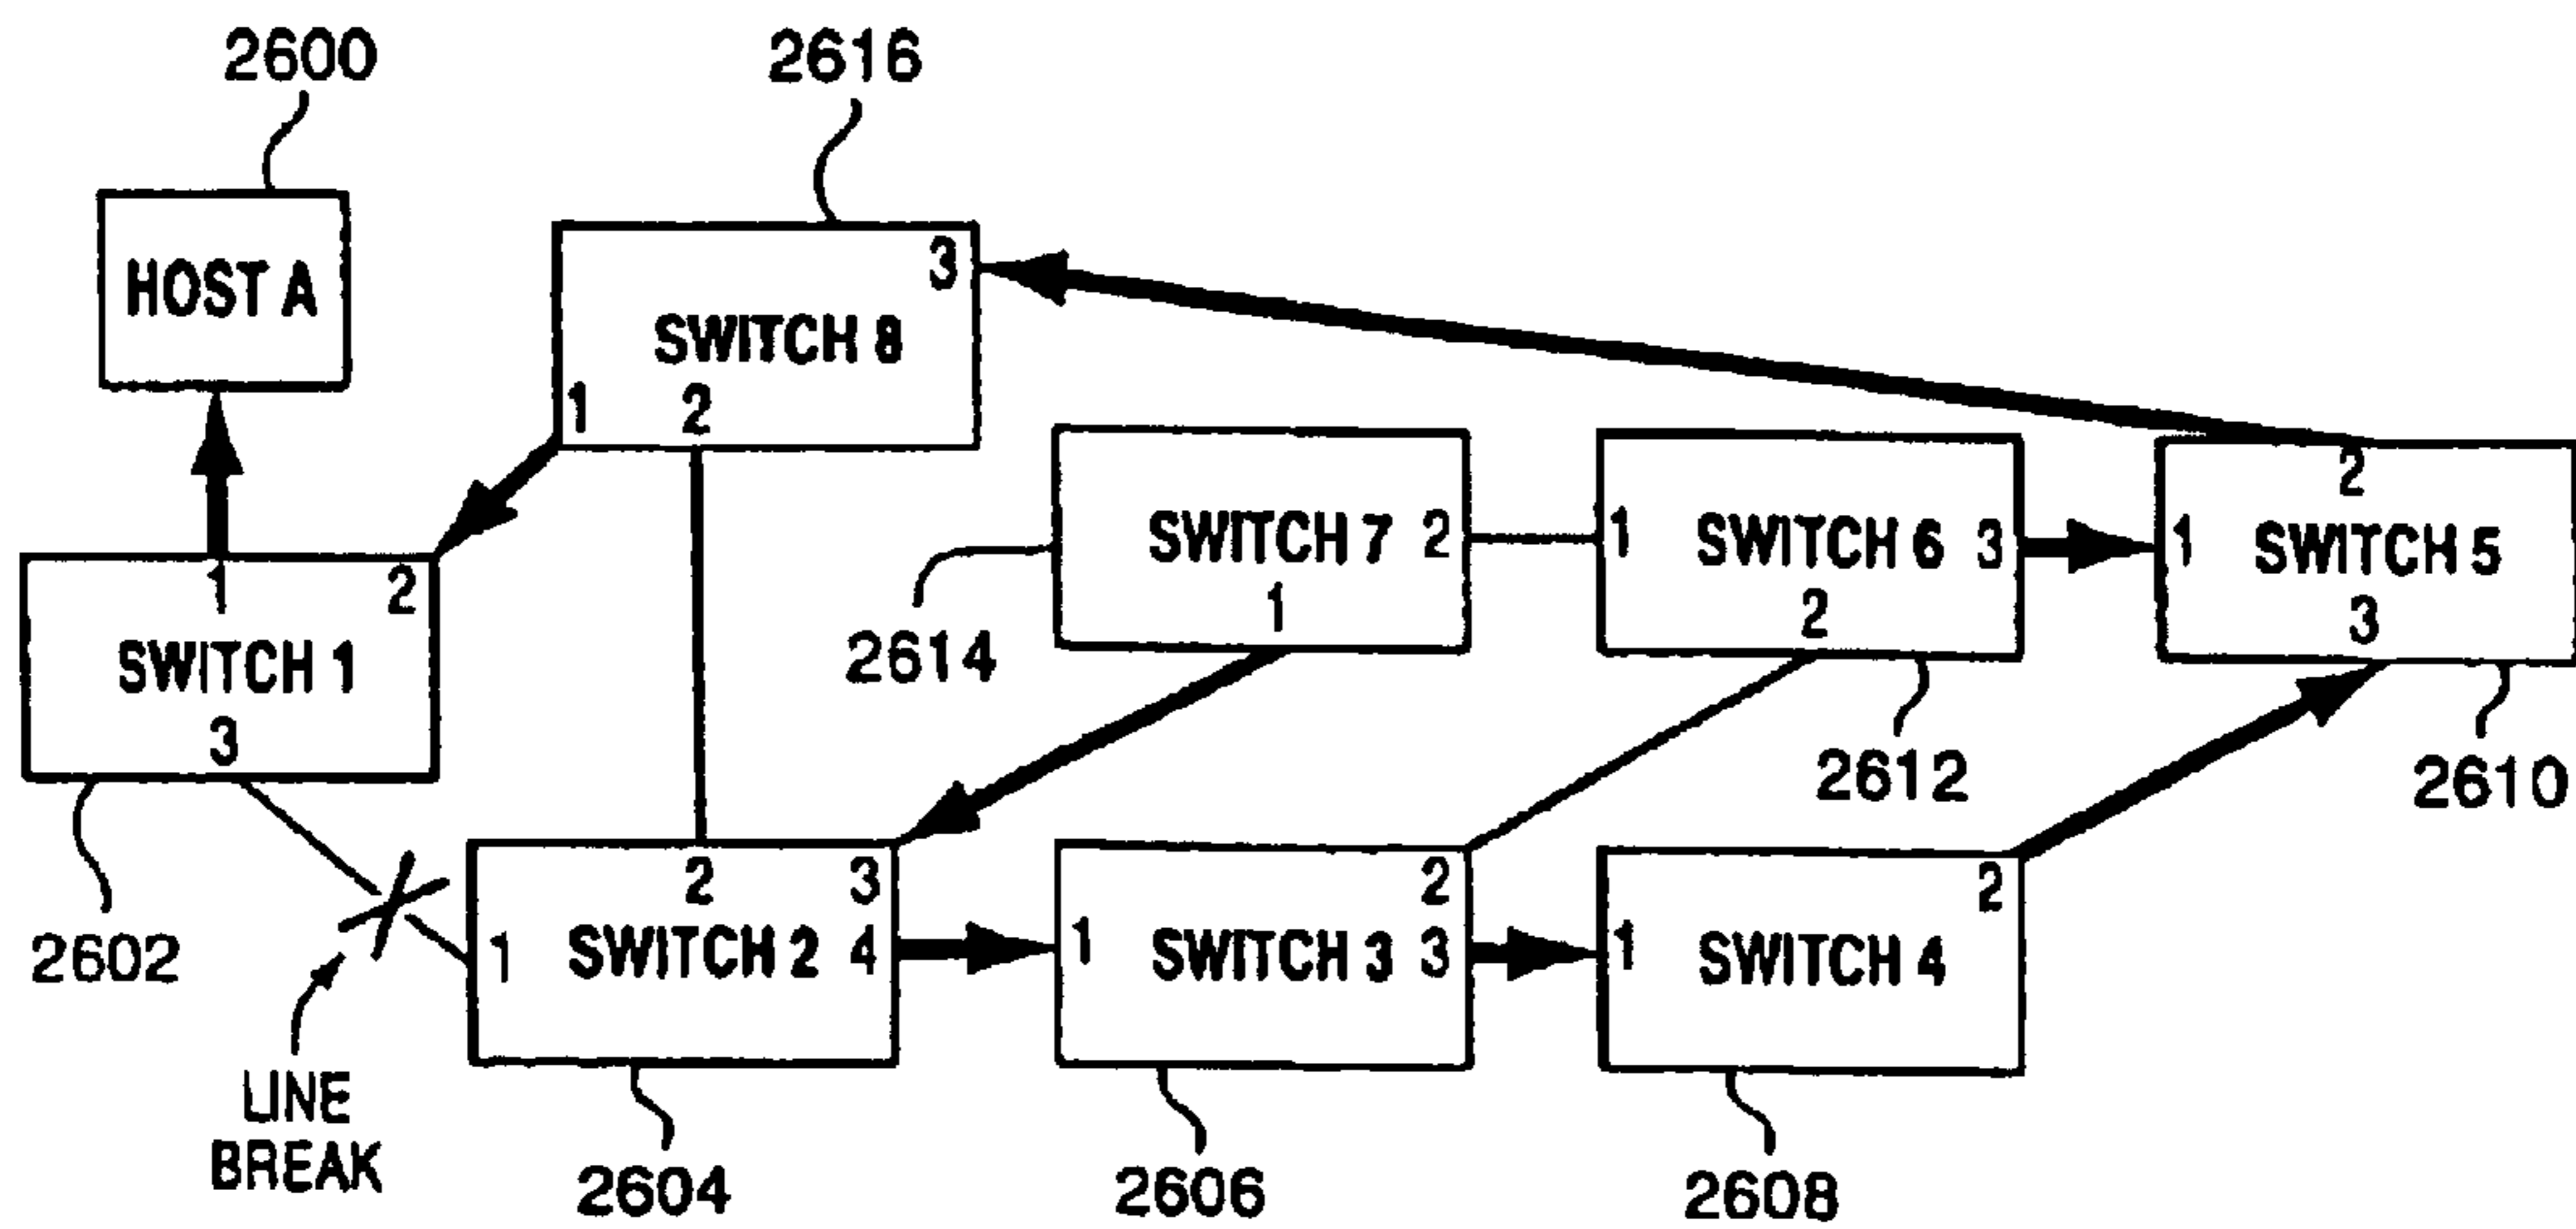 2600
2616
HOST A
3
SWITCH 8
1 2
2
SWITCH 7 2
1
1 SWITCH 6 3
2
1 SWITCH 5
3
1 2
SWITCH 1
3
2614
2612
2610
2 3
1 SWITCH 2 4
2
1 SWITCH 3 3
2
1 SWITCH 4
2602
LINE
BREAK
2604
2606
2608